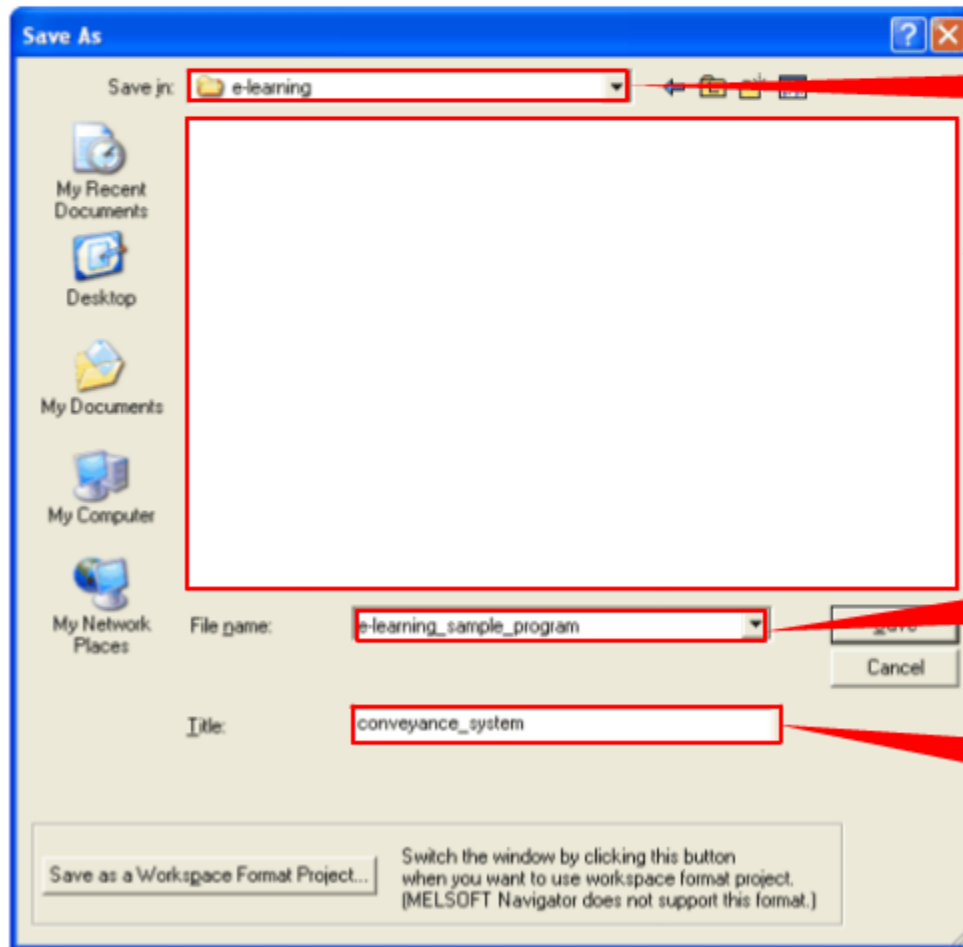 Save As
Save in:
e-learning
My Recent
Documents
Desktop
My Documents
My Computer
My Network
Places
File name:
e-learning_sample_program
Cancel
Title:
conveyance_system
Save as a Workspace Format Project...
Switch the window by clicking this button
when you want to use workspace format project.
(MELSOFT Navigator does not support this format.)